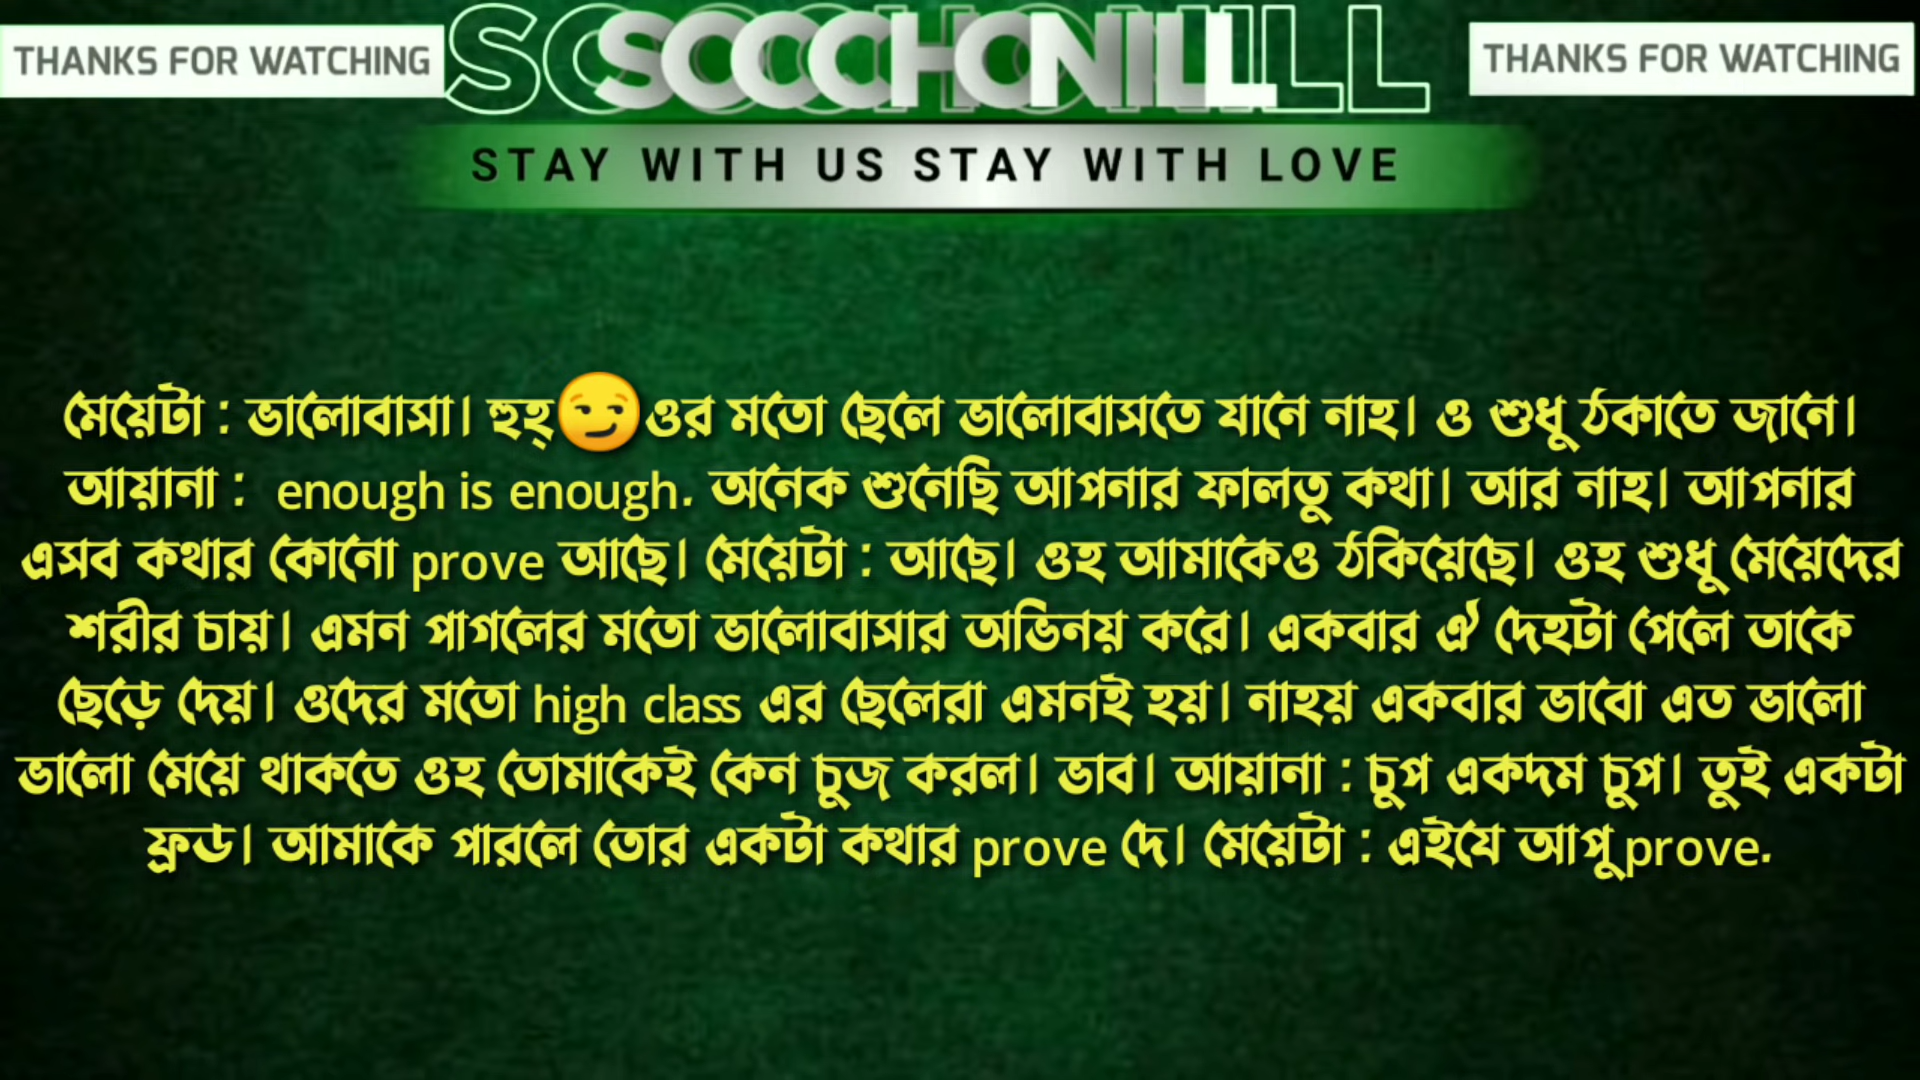 THANKS FOR WATCHING
THANKS FOR WATCHING
STAY WITH US STAY WITH LOVE
মেয়েটা : ভালোবাসা। হুহ্😏ওর মতো ছেলে ভালোবাসতে যানে নাহ। ও শুধু ঠকাতে জানে।
আয়ানা : enough is enough. অনেক শুনেছি আপনার ফালতু কথা। আর নাহ। আপনার
এসব কথার কোনো prove আছে। মেয়েটা : আছে। ওহ আমাকেও ঠকিয়েছে। ওহ শুধু মেয়েদের
শরীর চায়। এমন পাগলের মতো ভালোবাসার অভিনয় করে। একবার ঐ দেহটা পেলে তাকে
ছেড়ে দেয়। ওদের মতো high class এর ছেলেরা এমনই হয়। নাহয় একবার ভাবো এত ভালো
ভালো মেয়ে থাকতে ওহ তোমাকেই কেন চুজ করল। ভাব। আয়ানা : চুপ একদম চুপ। তুই একটা
ফ্রড। আমাকে পারলে তোর একটা কথার prove দে। মেয়েটা : এইযে আপু prove.